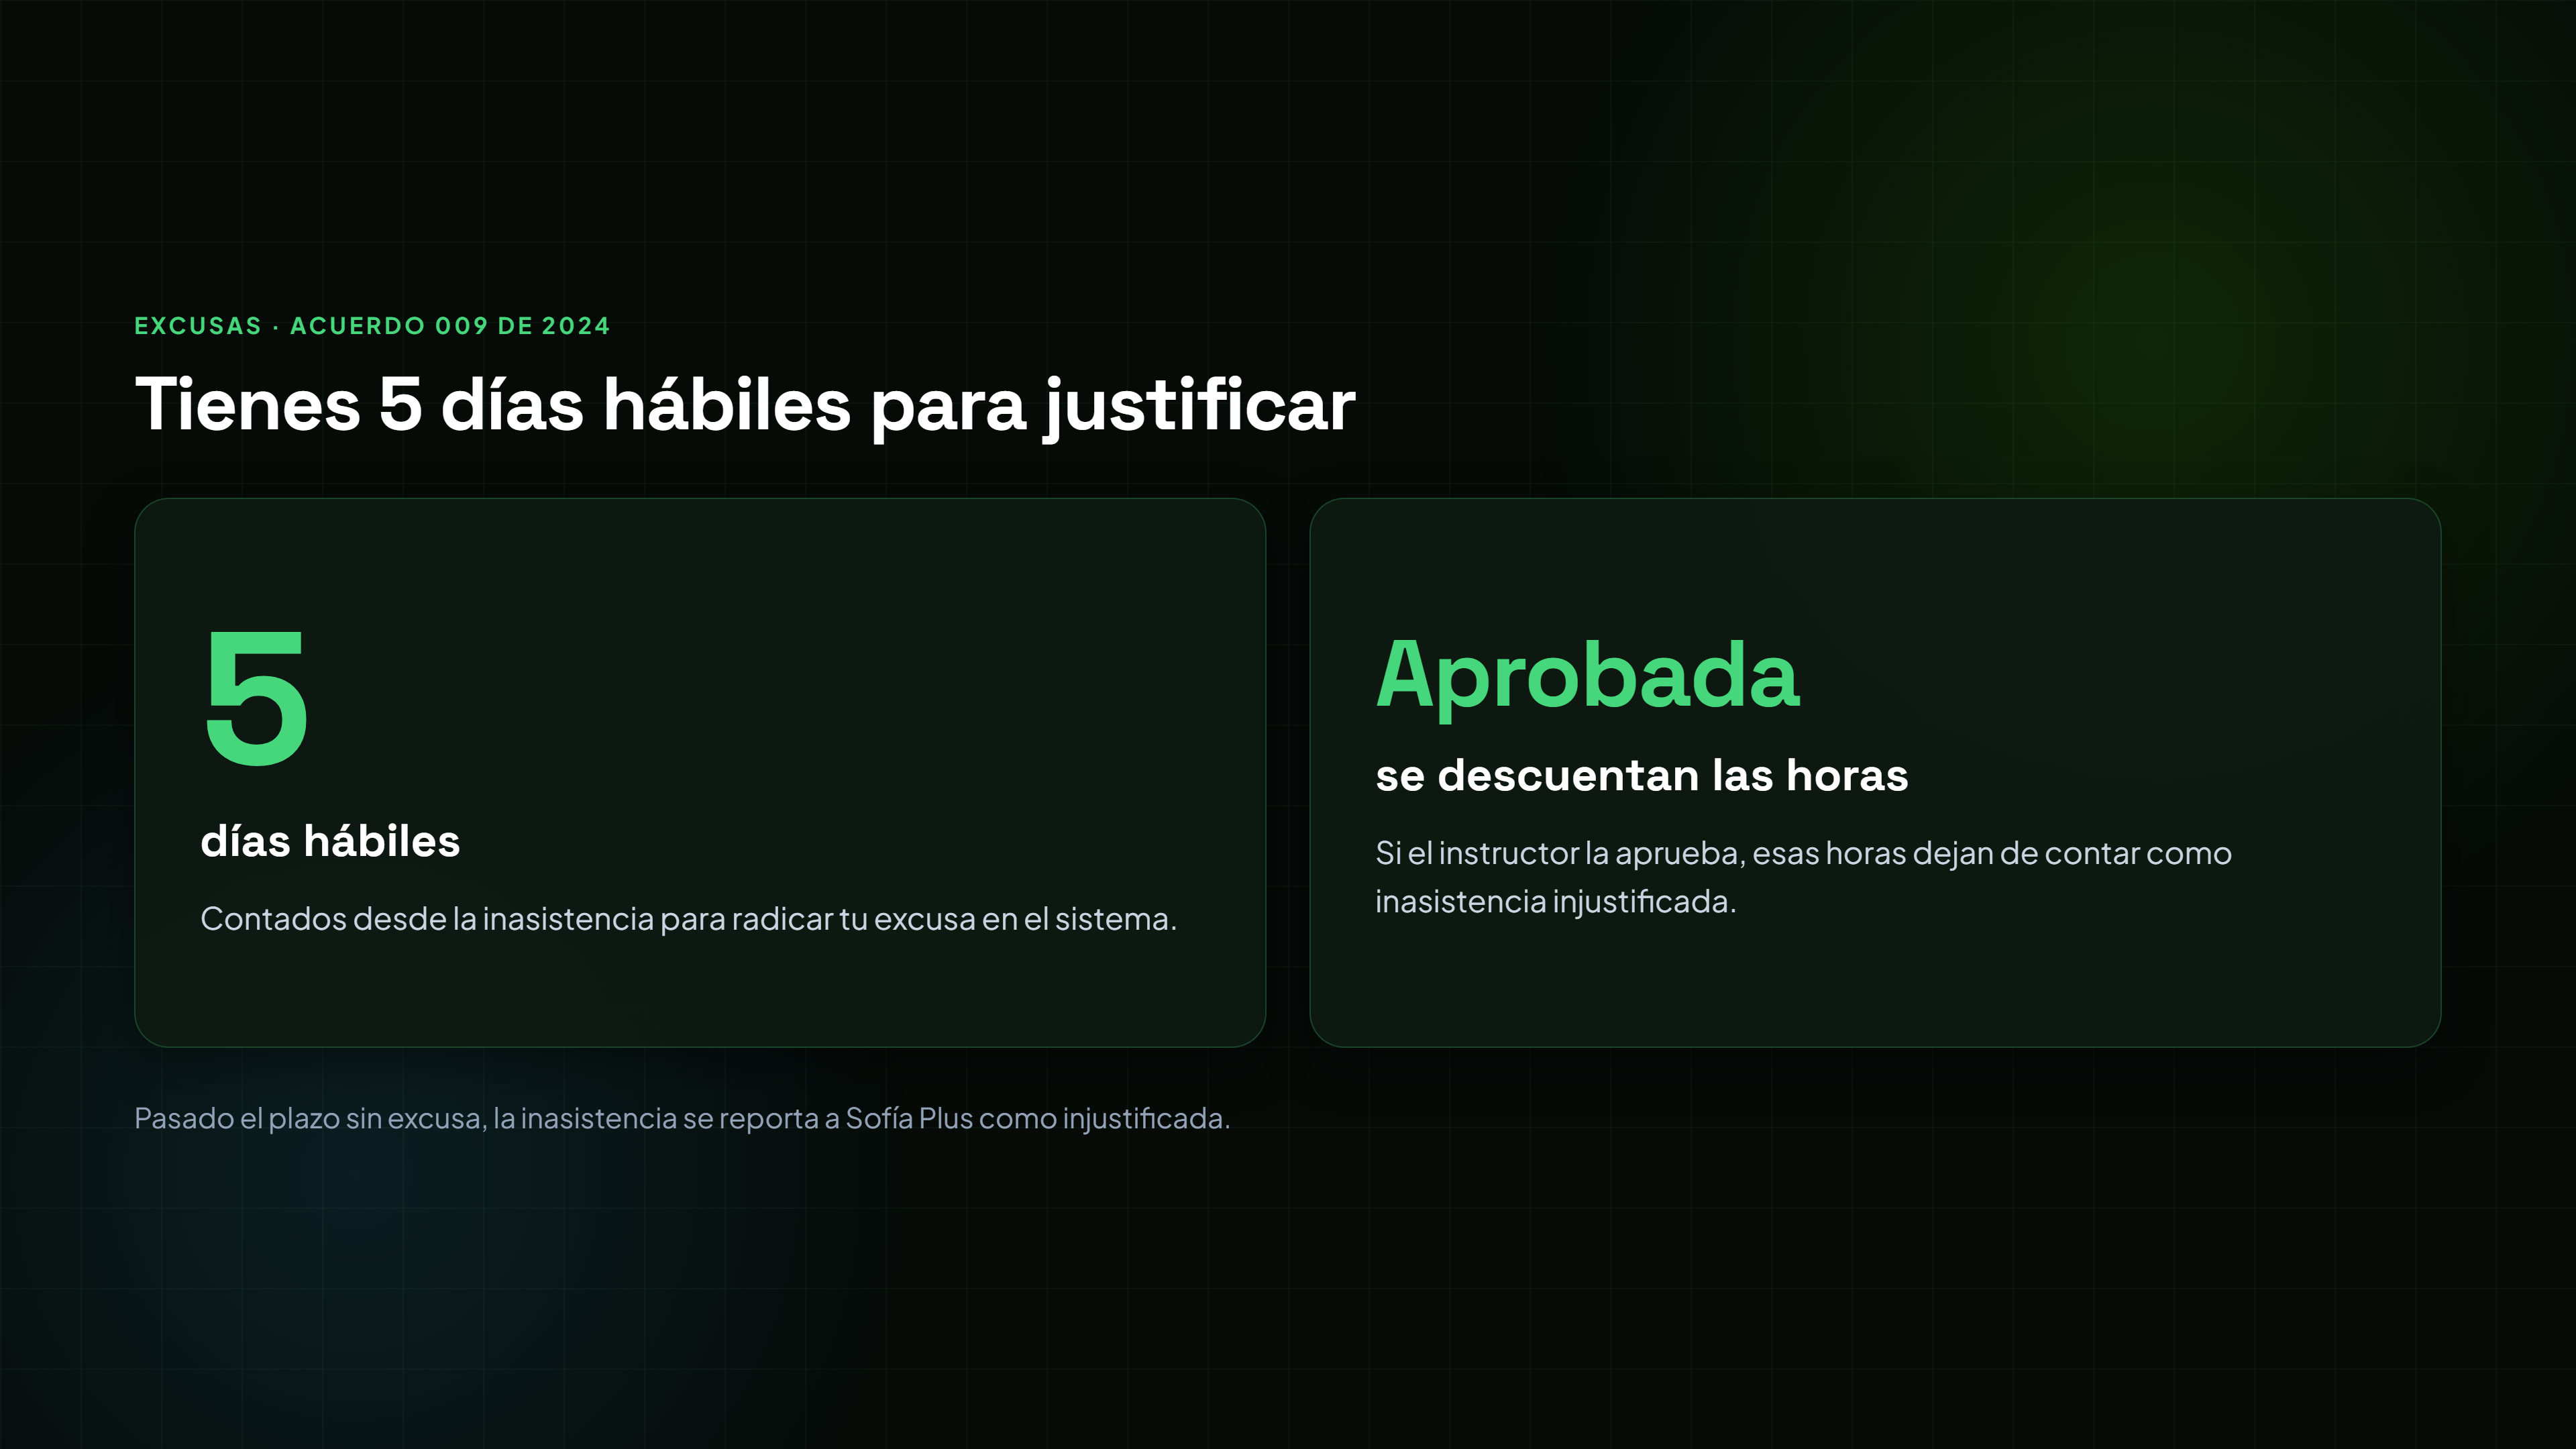 EXCUSAS · ACUERDO 009 DE 2024
Tienes 5 días hábiles para justificar
5
días hábiles
Contados desde la inasistencia para radicar tu excusa en el sistema.
Aprobada
se descuentan las horas
Si el instructor la aprueba, esas horas dejan de contar como
inasistencia injustificada.
Pasado el plazo sin excusa, la inasistencia se reporta a Sofía Plus como injustificada.